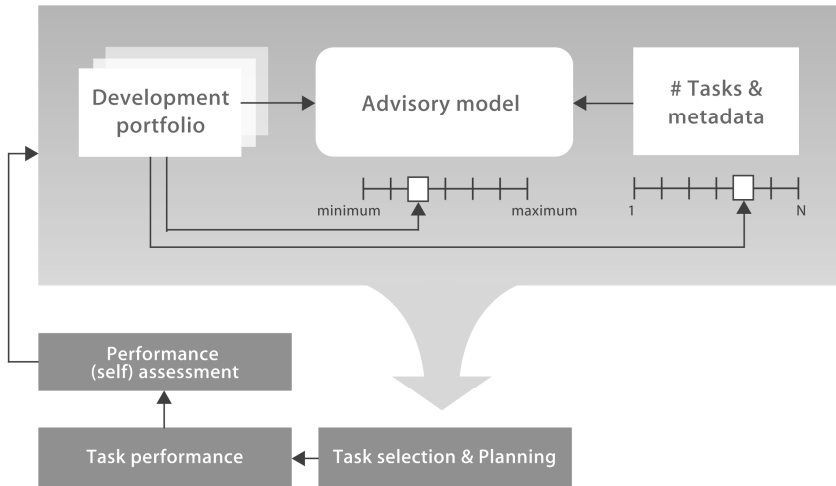 Development
portfolio
Advisory model
# Tasks &
metadata
minimum
maximum
1
N
Performance
(self) assessment
Task performance
Task selection & Planning